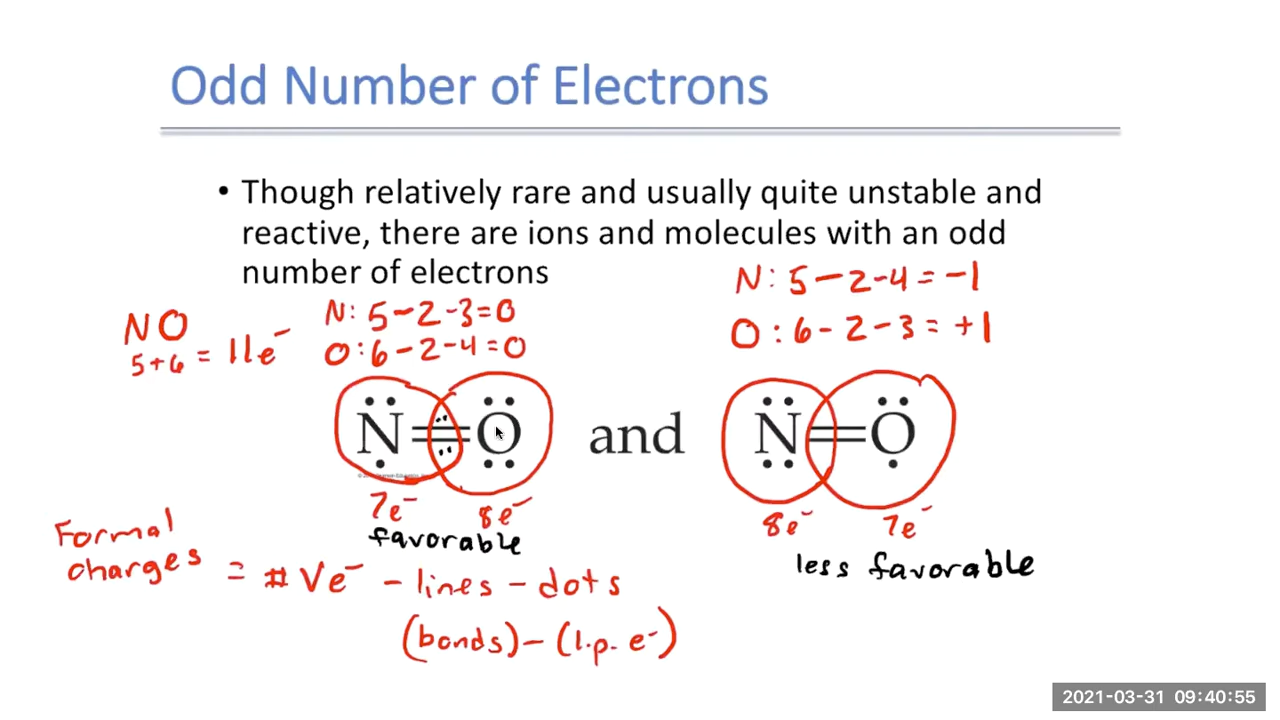 Odd Number of Electrons
• Though relatively rare and usually quite unstable and
reactive, there are ions and molecules with an odd
number of electrons
NO
5+6 = 11e⁻
N: 5-2-3=0
O: 6-2-4=0
N: 5-2-4=-1
O: 6-2-3=+1
N=O and N=O
7e⁻ 8e⁻ 8e⁻ 7e⁻
favorable
less favorable
Formal
charges = # Ve⁻ - lines - dots
(bonds) - (l.p. e⁻)
2021-03-31 09:40:55